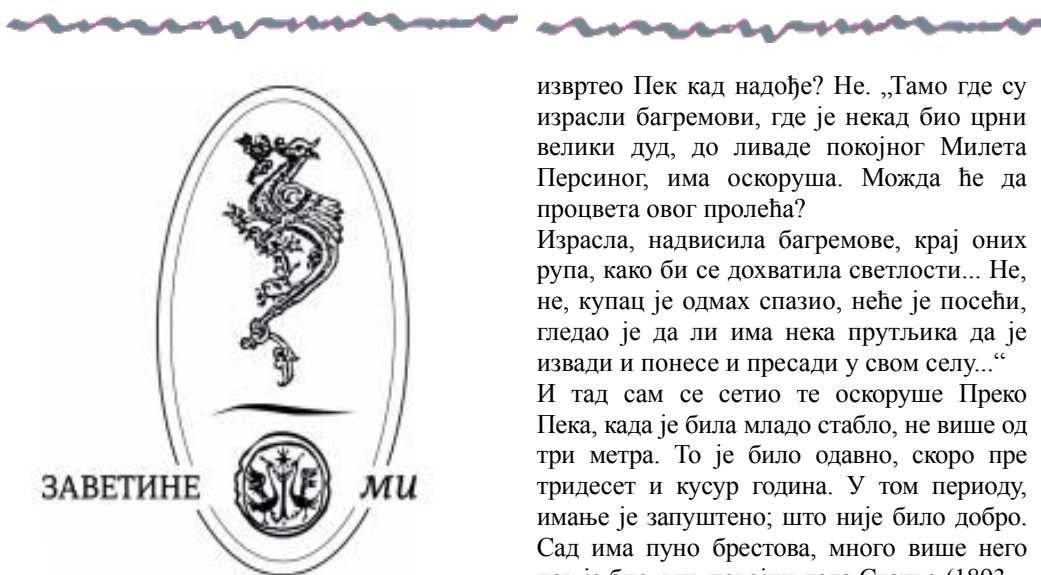 ЗАВЕТИНЕ МИ
извртео Пек кад надође? Не. „Тамо где су
израсли багремови, где је некад био црни
велики дуд, до ливаде покојног Милета
Персиног, има оскоруша. Можда ће да
процвета овог пролећа?
Израсла, надвисила багремове, крај оних
рупа, како би се дохватила светлости... Не,
не, купац је одмах спазио, неће је посећи,
гледао је да ли има нека прутљика да је
извади и понесе и пресади у свом селу...“
И тад сам се сетио те оскоруше Преко
Пека, када је била младо стабло, не више од
три метра. То је било одавно, скоро пре
тридесет и кусур година. У том периоду,
имање је запуштено; што није било добро.
Сад има пуно брестова, много више него